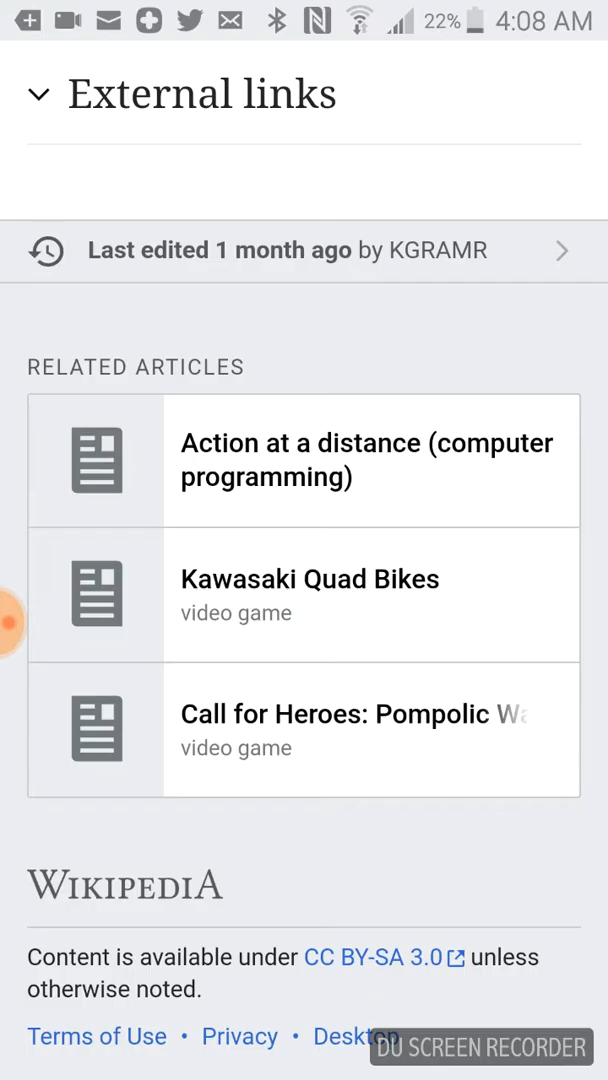 22% 4:08 AM
External links
Last edited 1 month ago by KGRAMR
RELATED ARTICLES
Action at a distance (computer
programming)
Kawasaki Quad Bikes
video game
Call for Heroes: Pompolic
video game
WIKIPEDIA
Content is available under CC BY-SA 3.0 unless
otherwise noted.
Terms of Use • Privacy • Desktop
DU SCREEN RECORDER